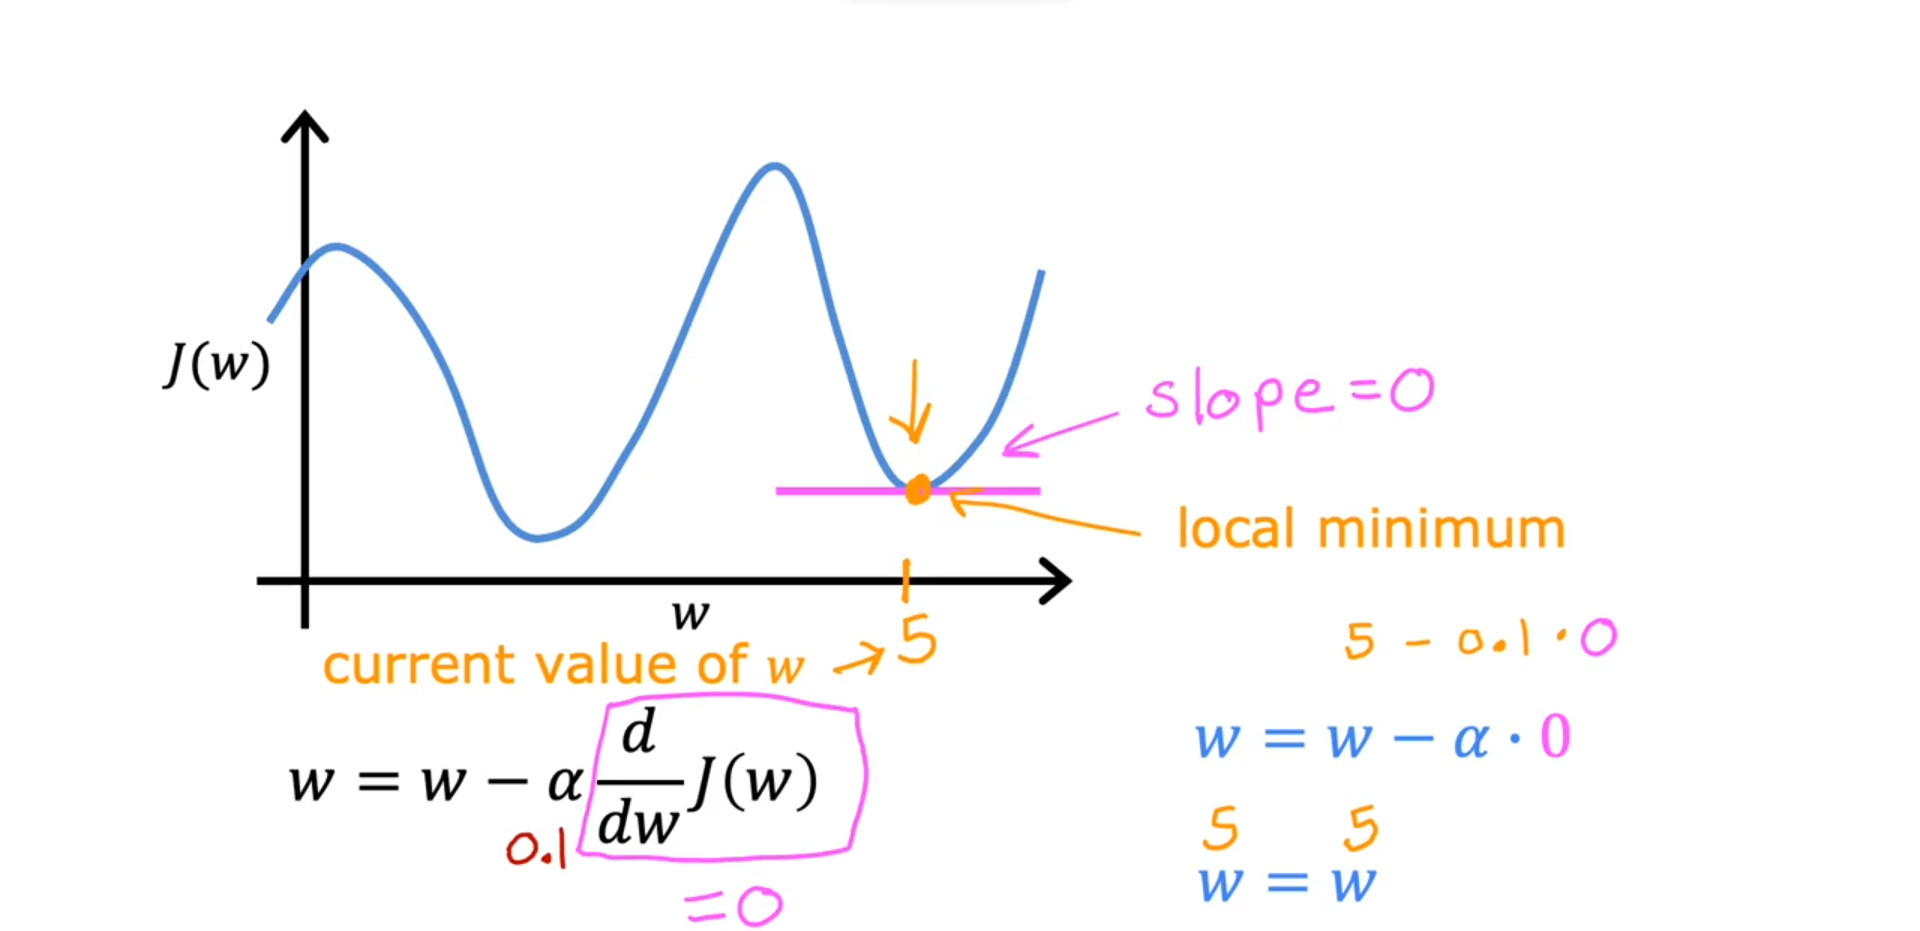 J(w)
slope=0
local minimum
w
5 - 0.1 · 0
current value of w → 5
w = w − α · 0
w = w − α d/dw J(w)
0.1
5 5
w = w
=0